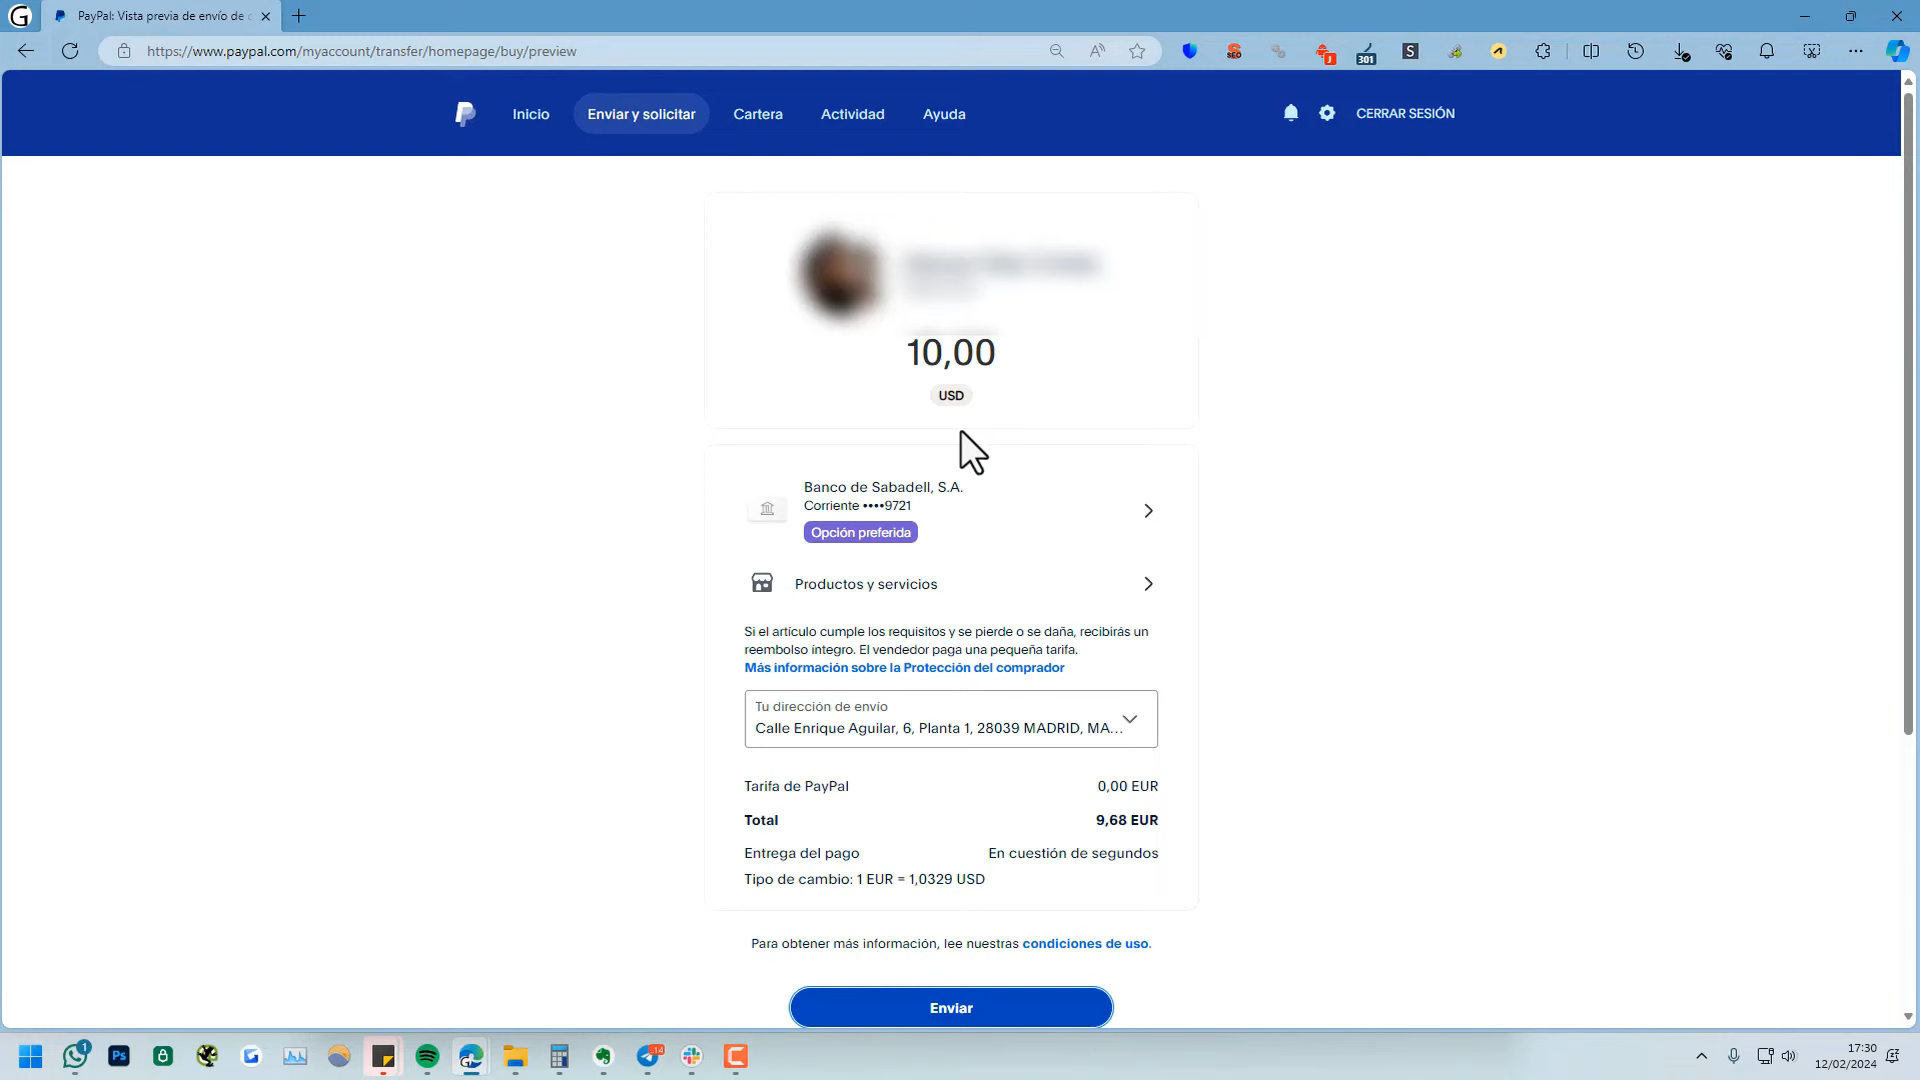 PayPal: Vista previa de envío de
https://www.paypal.com/myaccount/transfer/homepage/buy/preview
SEO
J
301
S
Inicio
Enviar y solicitar
Cartera
Actividad
Ayuda
CERRAR SESIÓN
10,00
USD
Banco de Sabadell, S.A.
Corriente ••••9721
Opción preferida
Productos y servicios
Si el artículo cumple los requisitos y se pierde o se daña, recibirás un
reembolso íntegro. El vendedor paga una pequeña tarifa.
Más información sobre la Protección del comprador
Tu dirección de envío
Calle Enrique Aguilar, 6, Planta 1, 28039 MADRID, MA...
Tarifa de PayPal 0,00 EUR
Total 9,68 EUR
Entrega del pago En cuestión de segundos
Tipo de cambio: 1 EUR = 1,0329 USD
Para obtener más información, lee nuestras condiciones de uso.
Enviar
1
Ps
14
17:30
12/02/2024